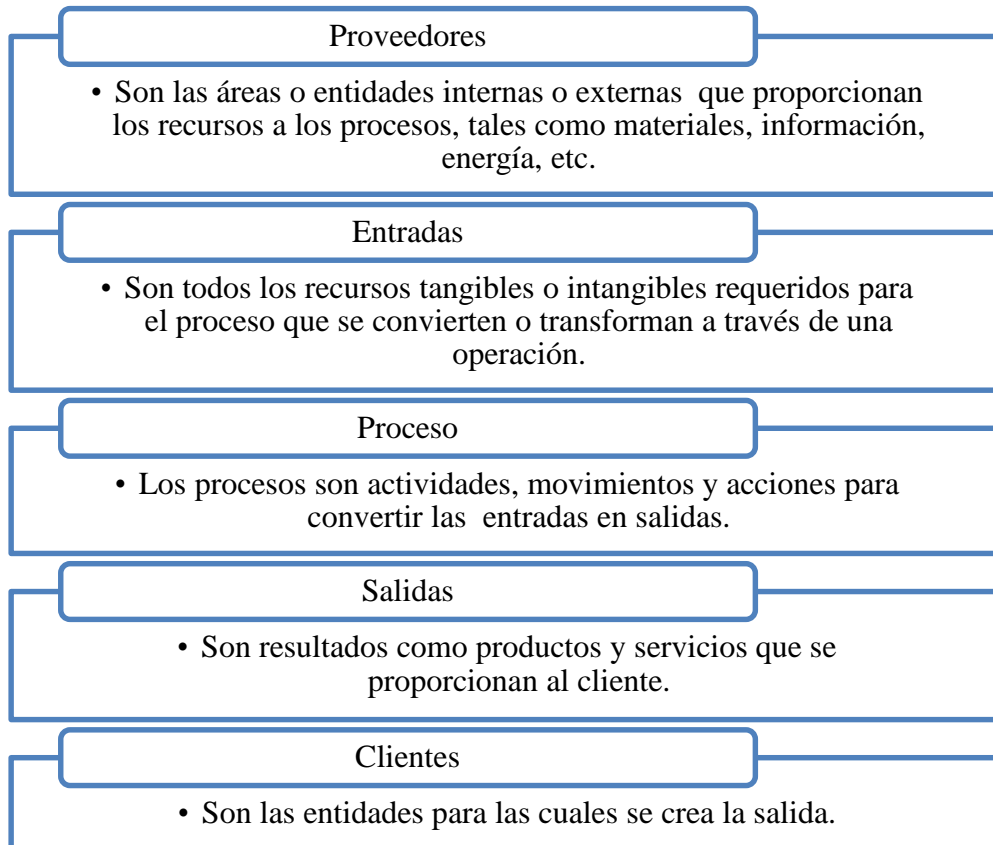 Proveedores
• Son las áreas o entidades internas o externas  que proporcionan
los recursos a los procesos, tales como materiales, información,
energía, etc.
Entradas
• Son todos los recursos tangibles o intangibles requeridos para
el proceso que se convierten o transforman a través de una
operación.
Proceso
• Los procesos son actividades, movimientos y acciones para
convertir las  entradas en salidas.
Salidas
• Son resultados como productos y servicios que se
proporcionan al cliente.
Clientes
• Son las entidades para las cuales se crea la salida.